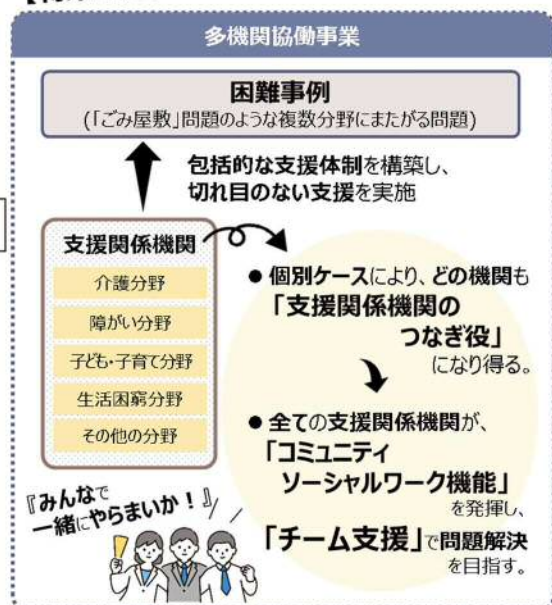 多機関協働事業
困難事例
(「ごみ屋敷」問題のような複数分野にまたがる問題)
包括的な支援体制を構築し、
切れ目のない支援を実施
支援関係機関
介護分野
障がい分野
子ども・子育て分野
生活困窮分野
その他の分野
● 個別ケースにより、どの機関も
「支援関係機関の
つなぎ役」
になり得る。
● 全ての支援関係機関が、
「コミュニティ
ソーシャルワーク機能」
を発揮し、
「チーム支援」で問題解決
を目指す。
『みんなで
一緒にやらまいか！』